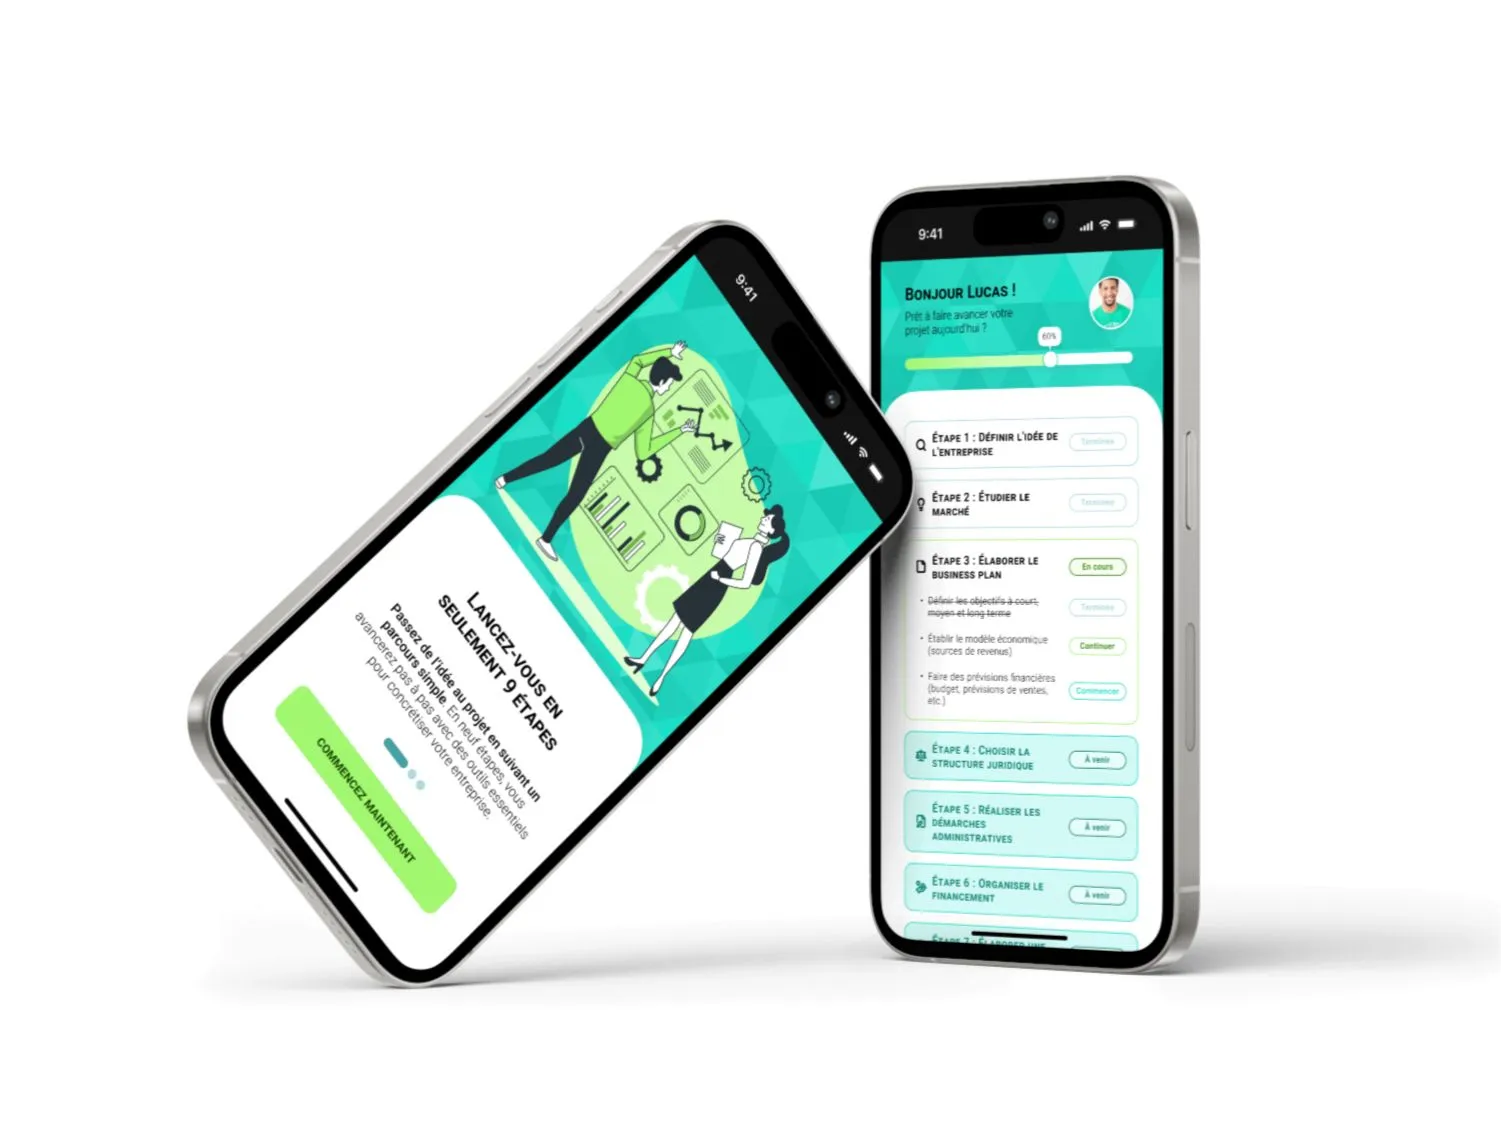 9:41
LANCEZ-VOUS EN
SEULEMENT 9 ÉTAPES
Passez de l'idée au projet en suivant un
parcours simple. En neuf étapes, vous
avancerez pas à pas avec des outils essentiels
pour concrétiser votre entreprise.
COMMENCEZ MAINTENANT
9:41
BONJOUR LUCAS !
Prêt à faire avancer votre
projet aujourd'hui ?
60%
ÉTAPE 1 : DÉFINIR L'IDÉE DE
L'ENTREPRISE
Terminée
ÉTAPE 2 : ÉTUDIER LE
MARCHÉ
Terminée
ÉTAPE 3 : ÉLABORER LE
BUSINESS PLAN
En cours
• Définir les objectifs à court,
moyen et long terme
Terminée
• Établir le modèle économique
(sources de revenus)
Continuer
• Faire des prévisions financières
(budget, prévisions de ventes,
etc.)
Commencer
ÉTAPE 4 : CHOISIR LA
STRUCTURE JURIDIQUE
À venir
ÉTAPE 5 : RÉALISER LES
DÉMARCHES
ADMINISTRATIVES
À venir
ÉTAPE 6 : ORGANISER LE
FINANCEMENT
À venir
ÉTAPE 7 : ÉLABORER UNE